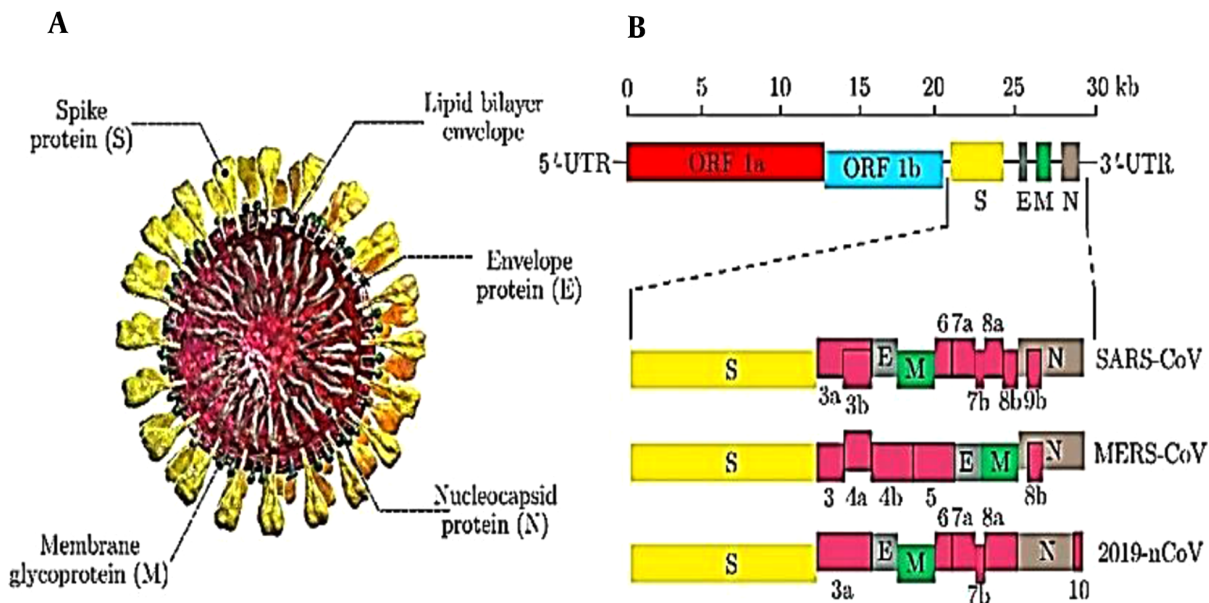 A
Spike
protein (S)
Lipid bilayer
envelope
Envelope
protein (E)
Nucleocapsid
protein (N)
Membrane
glycoprotein (M)
B
0 5 10 15 20 25 30 kb
5'-UTR ORF 1a ORF 1b 3'-UTR
S E M N
6 7a 8a
S E M N SARS-CoV
3a 3b 7b 8b 9b
S E M N MERS-CoV
3 4a 4b 5 8b
6 7a 8a
S E M N 2019-nCoV
3a 7b 10